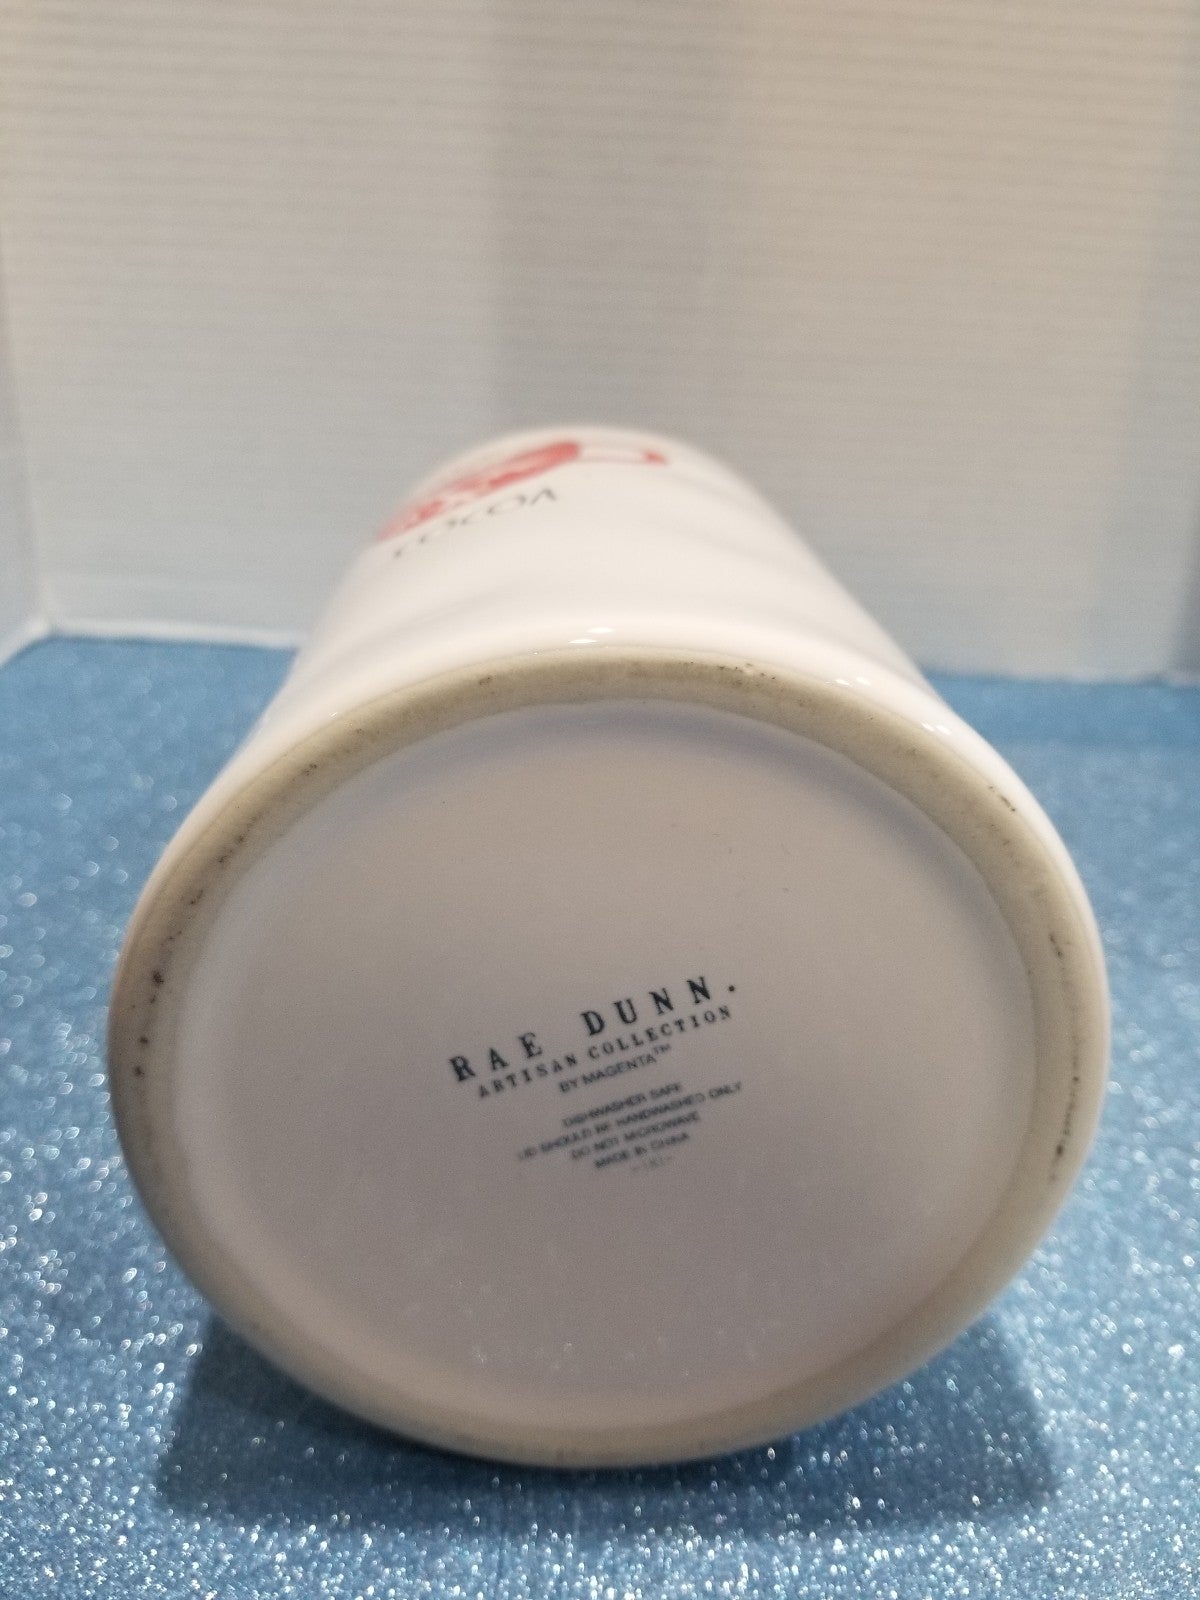 COCOA
RAE DUNN.
ARTISAN COLLECTION
BY MAGENTA™
DISHWASHER SAFE
LID SHOULD BE HANDWASHED ONLY
DO NOT MICROWAVE
MADE IN CHINA